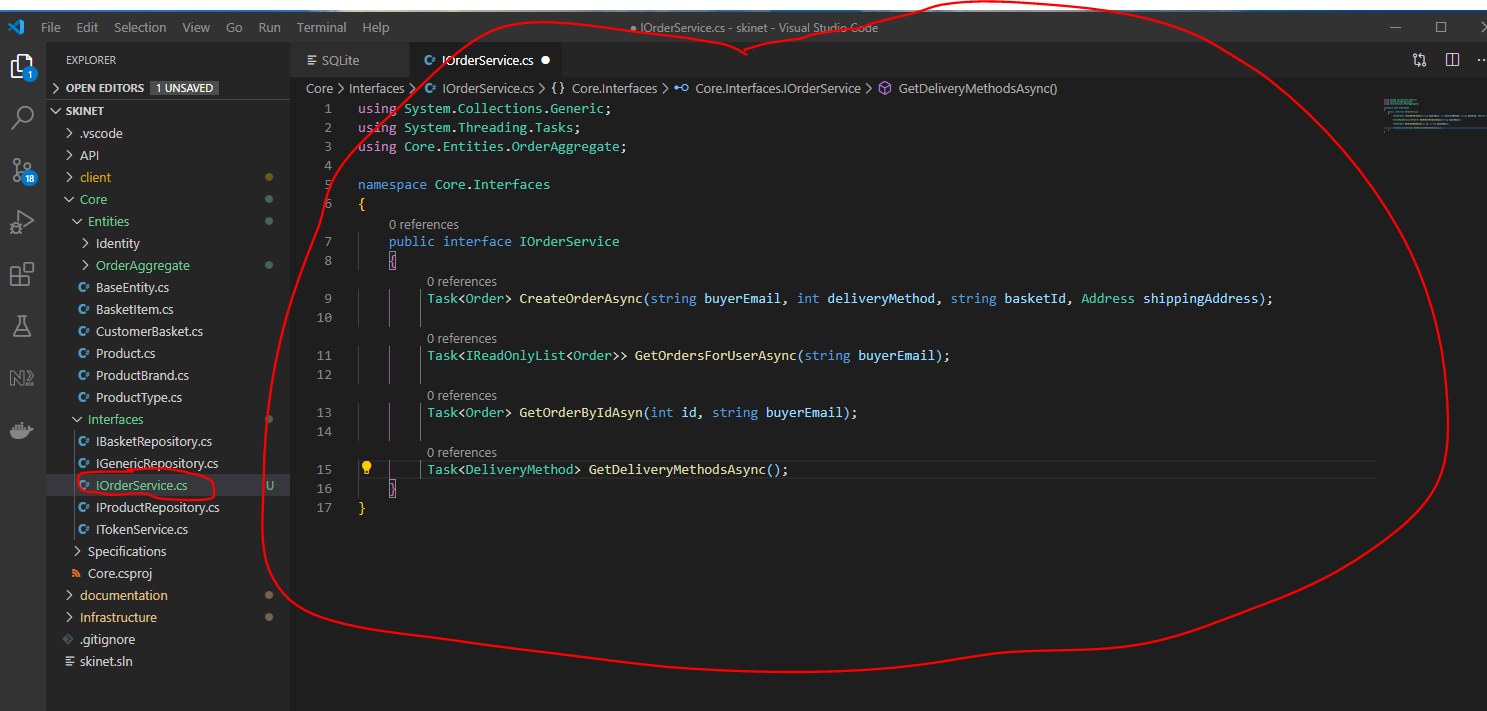 File Edit Selection View Go Run Terminal Help
● IOrderService.cs - skinet - Visual Studio Code
EXPLORER
OPEN EDITORS 1 UNSAVED
SKINET
.vscode
API
client
Core
Entities
Identity
OrderAggregate
BaseEntity.cs
BasketItem.cs
CustomerBasket.cs
Product.cs
ProductBrand.cs
ProductType.cs
Interfaces
IBasketRepository.cs
IGenericRepository.cs
IOrderService.cs U
IProductRepository.cs
ITokenService.cs
Specifications
Core.csproj
documentation
Infrastructure
.gitignore
skinet.sln
1
18
SQLite
IOrderService.cs
Core > Interfaces > IOrderService.cs > {} Core.Interfaces > Core.Interfaces.IOrderService > GetDeliveryMethodsAsync()
1 using System.Collections.Generic;
2 using System.Threading.Tasks;
3 using Core.Entities.OrderAggregate;
4
5 namespace Core.Interfaces
6 {
0 references
7 public interface IOrderService
8 {
0 references
9 Task<Order> CreateOrderAsync(string buyerEmail, int deliveryMethod, string basketId, Address shippingAddress);
10
0 references
11 Task<IReadOnlyList<Order>> GetOrdersForUserAsync(string buyerEmail);
12
0 references
13 Task<Order> GetOrderByIdAsyn(int id, string buyerEmail);
14
0 references
15 Task<DeliveryMethod> GetDeliveryMethodsAsync();
16 }
17 }